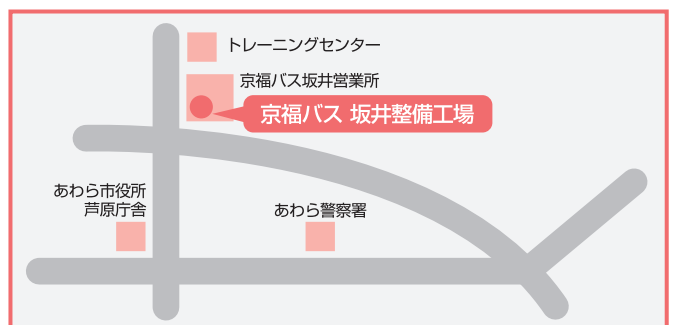 トレーニングセンター
京福バス坂井営業所
京福バス 坂井整備工場
あわら市役所
芦原庁舎
あわら警察署